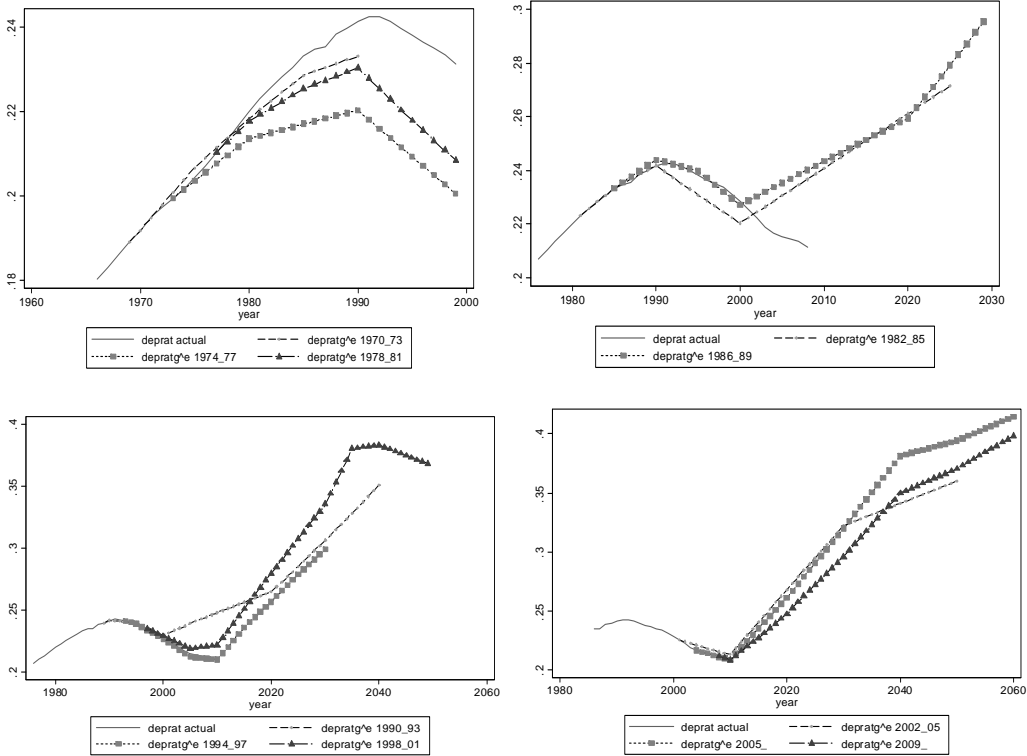 .24
.22
.2
.18
1960 1970 1980 1990 2000
year
deprat actual depratg^e 1970_73
depratg^e 1974_77 depratg^e 1978_81
.3
.28
.26
.24
.22
.2
1980 1990 2000 2010 2020 2030
year
deprat actual depratg^e 1982_85
depratg^e 1986_89
.4
.35
.3
.25
.2
1980 2000 2020 2040 2060
year
deprat actual depratg^e 1990_93
depratg^e 1994_97 depratg^e 1998_01
.4
.35
.3
.25
.2
1980 2000 2020 2040 2060
year
deprat actual depratg^e 2002_05
depratg^e 2005_ depratg^e 2009_